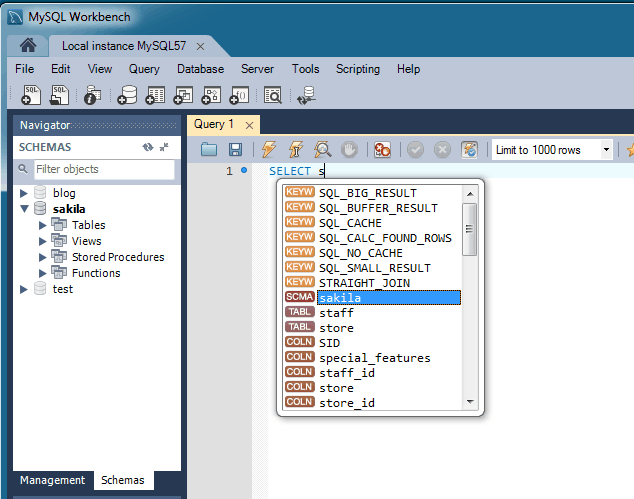 MySQL Workbench
Local instance MySQL57
File Edit View Query Database Server Tools Scripting Help
SQL SQL
Navigator
SCHEMAS
Filter objects
blog
sakila
Tables
Views
Stored Procedures
Functions
test
Management Schemas
Query 1
Limit to 1000 rows
1 SELECT s
KEYW SQL_BIG_RESULT
KEYW SQL_BUFFER_RESULT
KEYW SQL_CACHE
KEYW SQL_CALC_FOUND_ROWS
KEYW SQL_NO_CACHE
KEYW SQL_SMALL_RESULT
KEYW STRAIGHT_JOIN
SCMA sakila
TABL staff
TABL store
COLN SID
COLN special_features
COLN staff_id
COLN store
COLN store_id